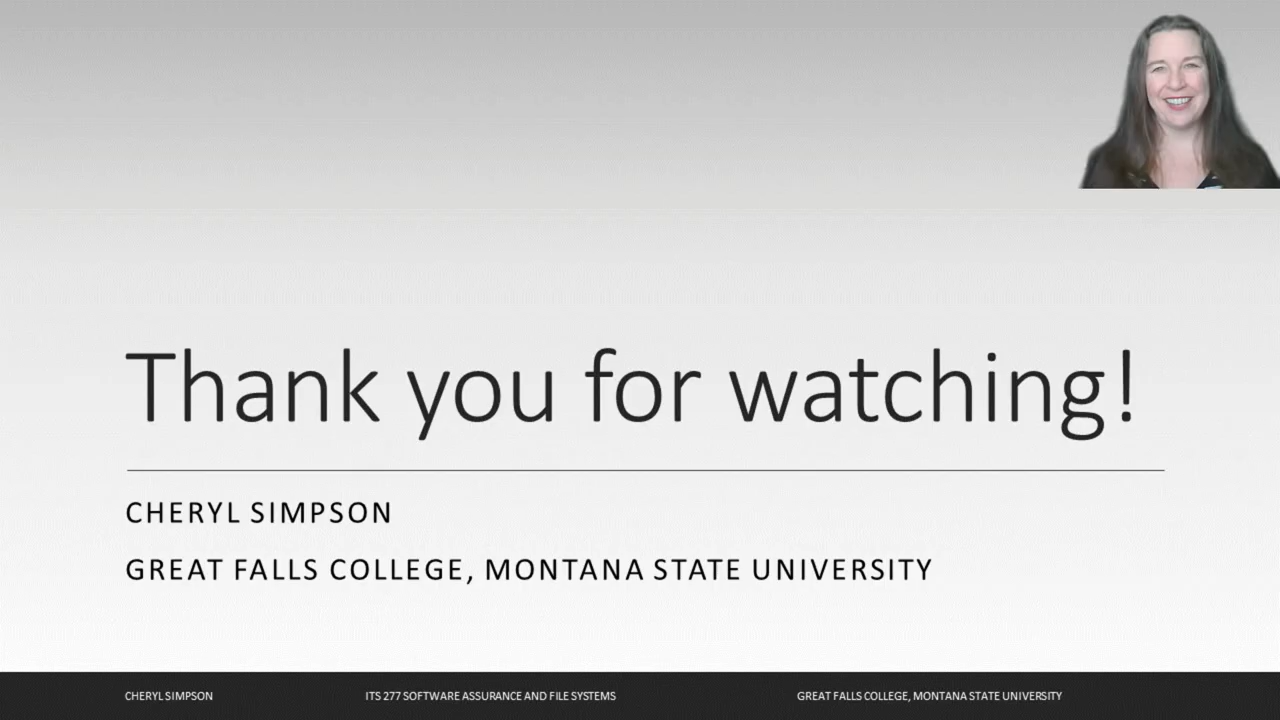 Thank you for watching!
CHERYL SIMPSON
GREAT FALLS COLLEGE, MONTANA STATE UNIVERSITY
CHERYL SIMPSON
ITS 277 SOFTWARE ASSURANCE AND FILE SYSTEMS
GREAT FALLS COLLEGE, MONTANA STATE UNIVERSITY